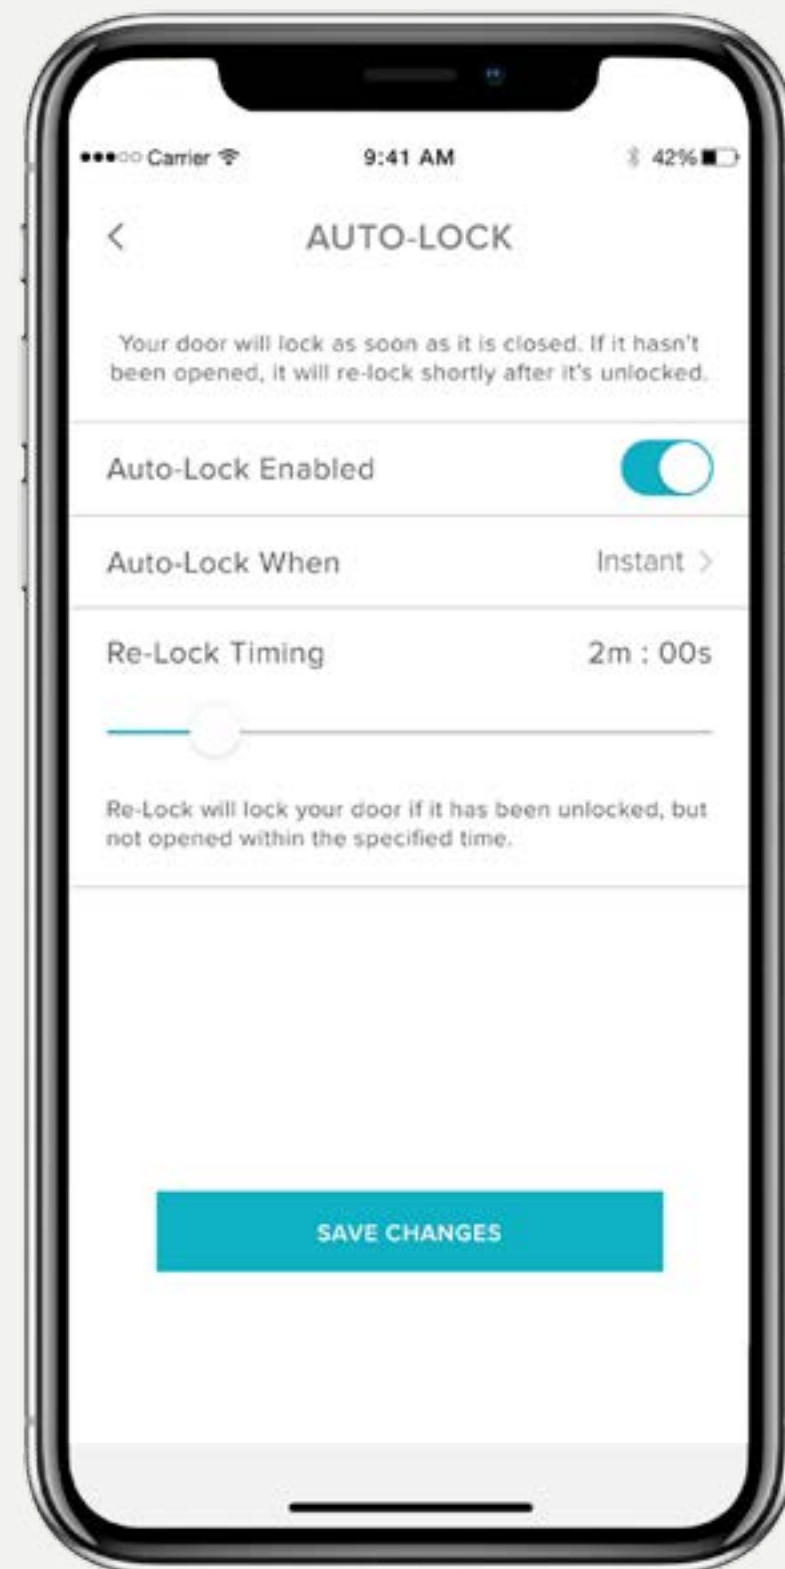 Carrier 9:41 AM 42%
AUTO-LOCK
Your door will lock as soon as it is closed. If it hasn't
been opened, it will re-lock shortly after it's unlocked.
Auto-Lock Enabled
Auto-Lock When Instant >
Re-Lock Timing 2m : 00s
Re-Lock will lock your door if it has been unlocked, but
not opened within the specified time.
SAVE CHANGES